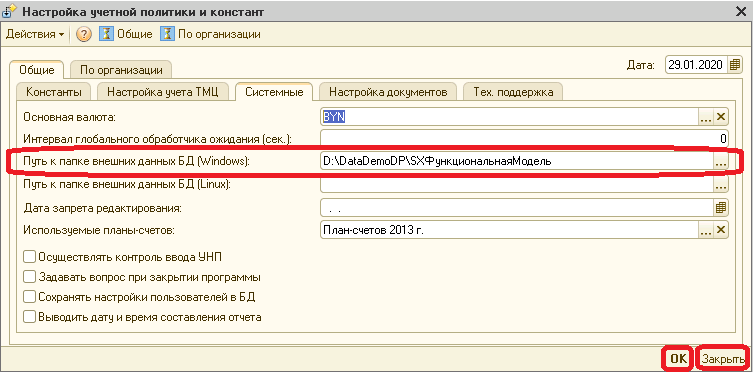 Настройка учетной политики и констант
Действия Общие По организации
Общие По организации Дата: 29.01.2020
Константы Настройка учета ТМЦ Системные Настройка документов Тех. поддержка
Основная валюта: BYN ... ×
Интервал глобального обработчика ожидания (сек.): 0
Путь к папке внешних данных БД (Windows): D:\DataDemoDP\SXФункциональнаяМодель ...
Путь к папке внешних данных БД (Linux): ...
Дата запрета редактирования: . .
Используемые планы-счетов: План-счетов 2013 г. ... ×
Осуществлять контроль ввода УНП
Задавать вопрос при закрытии программы
Сохранять настройки пользователей в БД
Выводить дату и время составления отчета
OK Закрыть